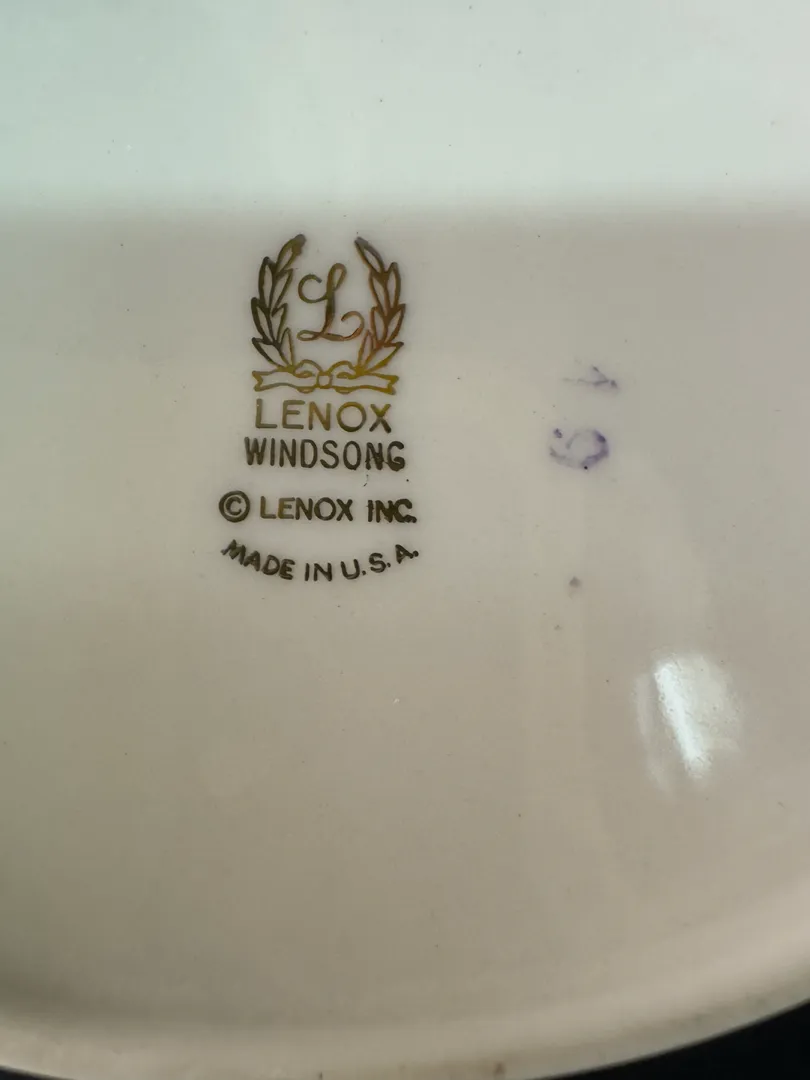 L
LENOX
WINDSONG
© LENOX INC.
MADE IN U.S.A.